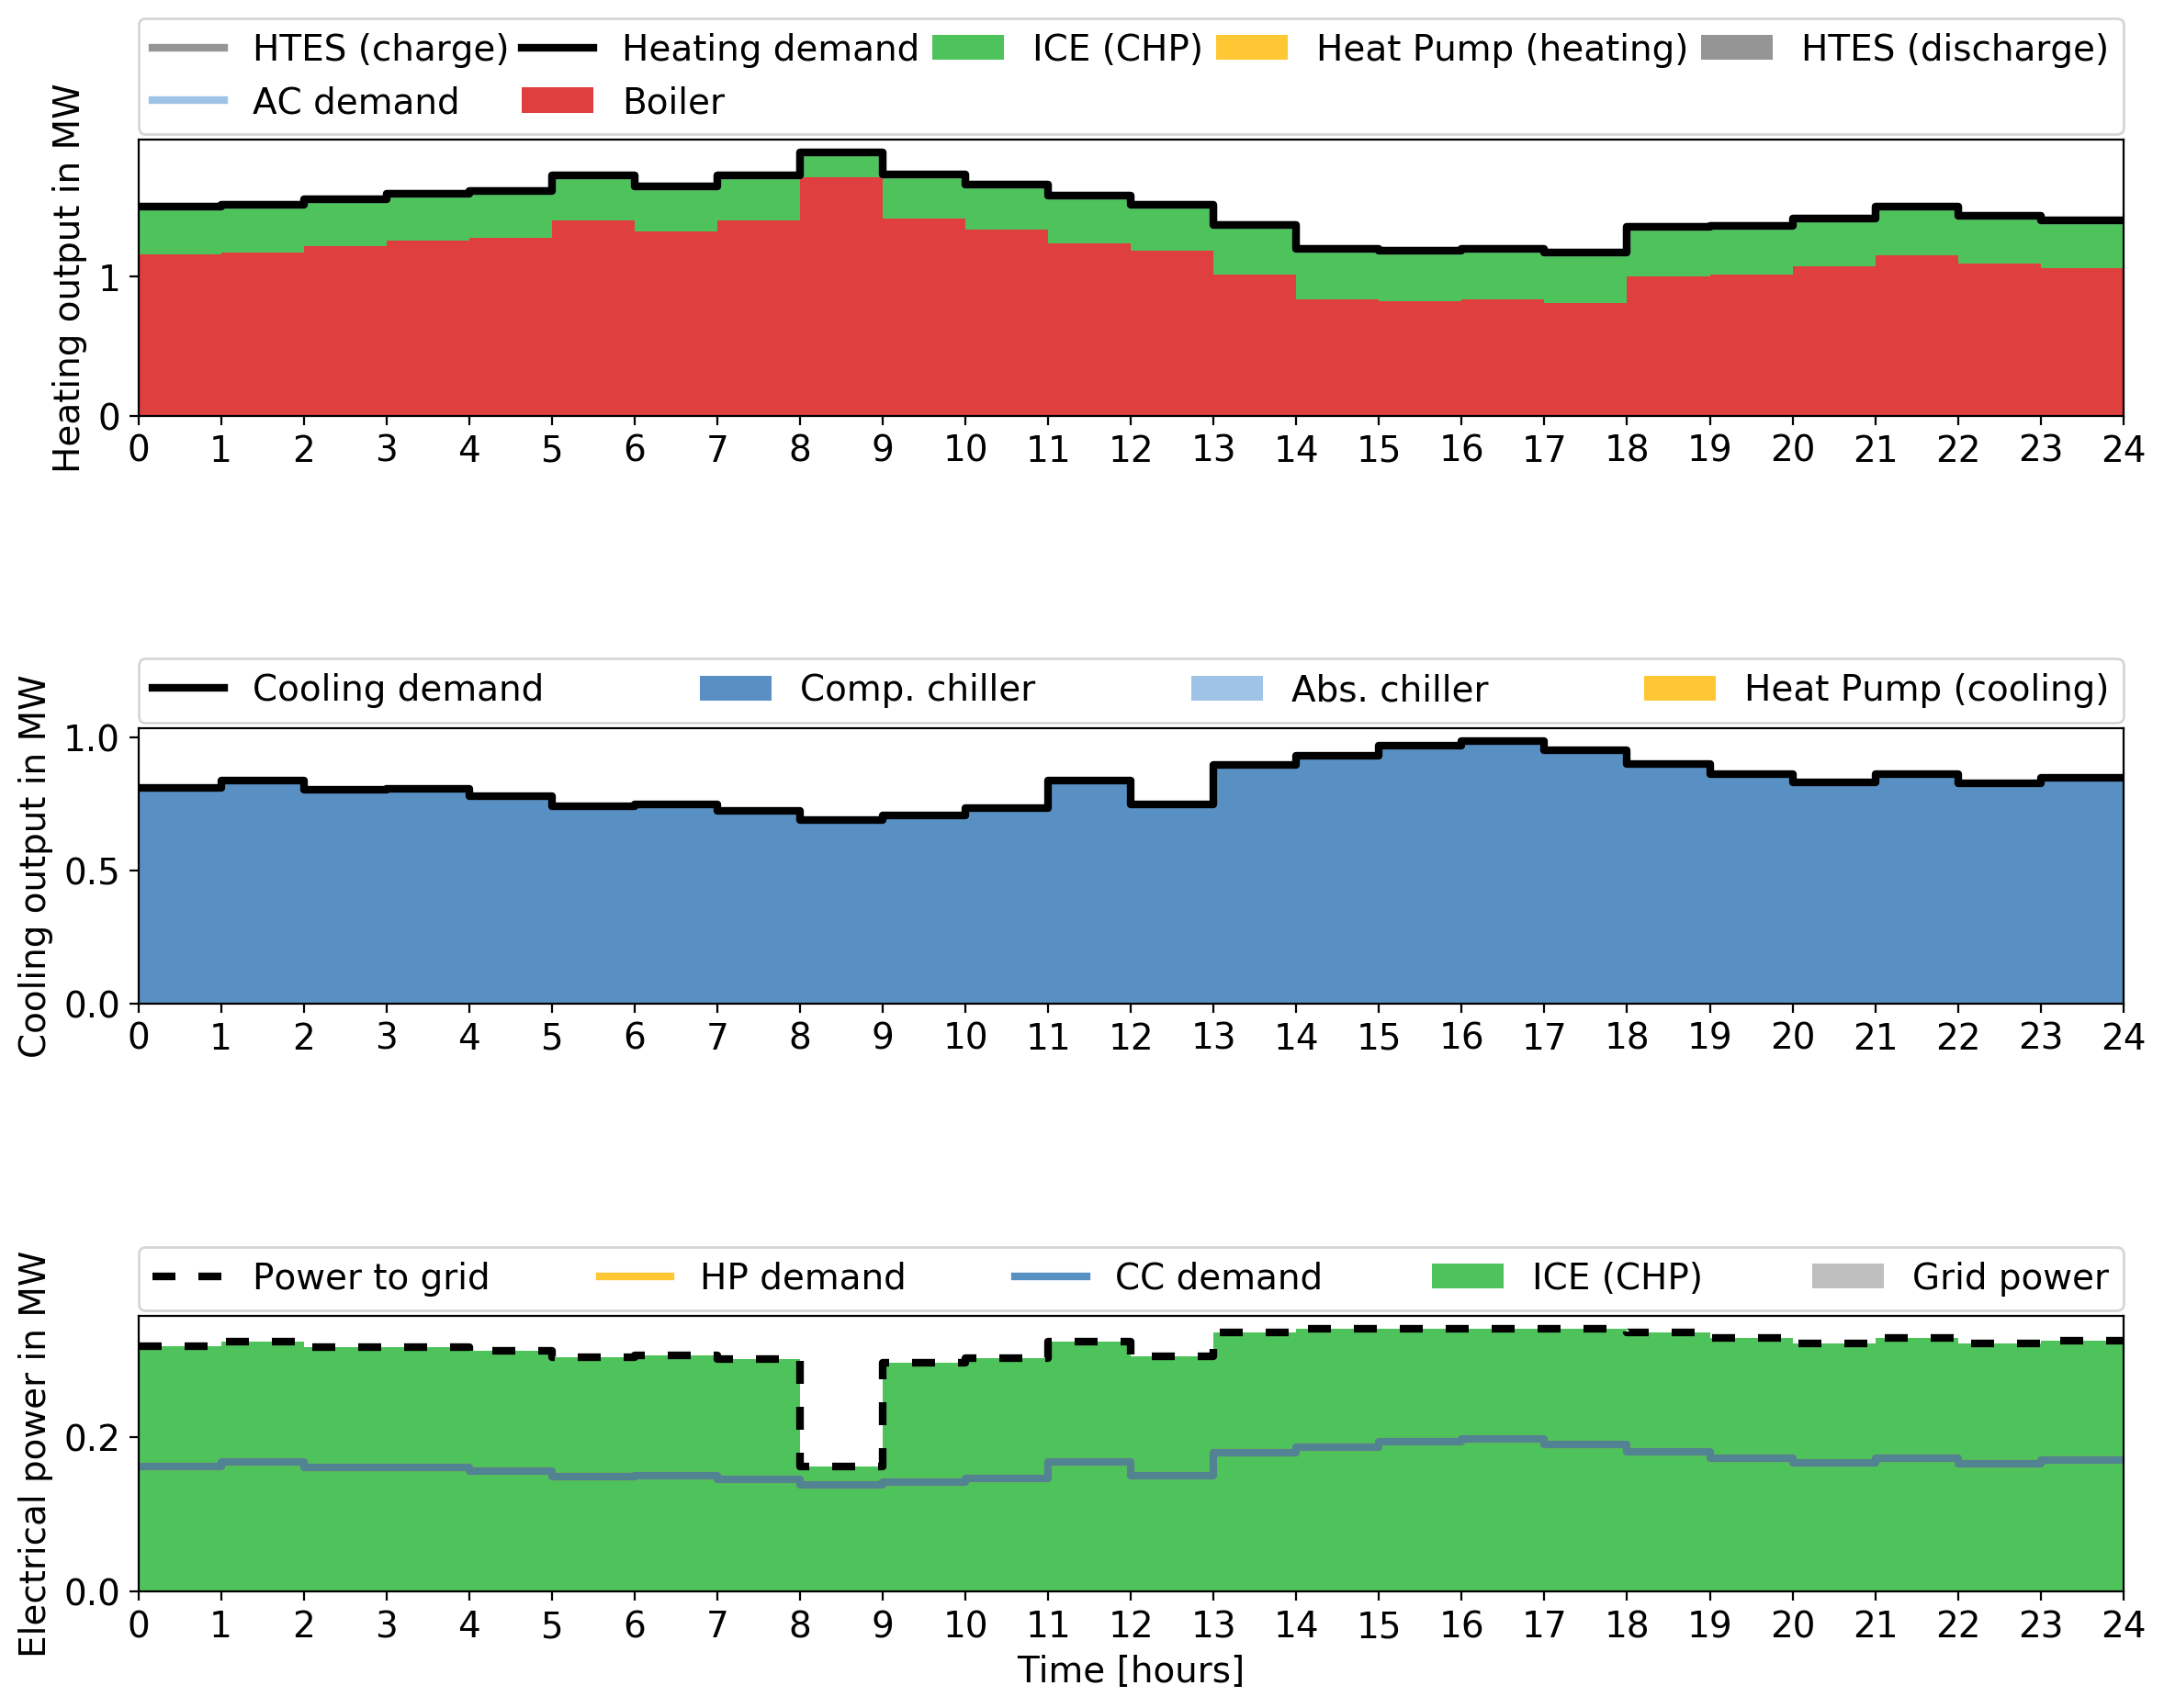 HTES (charge) Heating demand ICE (CHP) Heat Pump (heating) HTES (discharge)
AC demand Boiler
Heating output in MW
1
0
0 1 2 3 4 5 6 7 8 9 10 11 12 13 14 15 16 17 18 19 20 21 22 23 24
Cooling demand Comp. chiller Abs. chiller Heat Pump (cooling)
Cooling output in MW
1.0
0.5
0.0
0 1 2 3 4 5 6 7 8 9 10 11 12 13 14 15 16 17 18 19 20 21 22 23 24
Power to grid HP demand CC demand ICE (CHP) Grid power
Electrical power in MW
0.2
0.0
0 1 2 3 4 5 6 7 8 9 10 11 12 13 14 15 16 17 18 19 20 21 22 23 24
Time [hours]